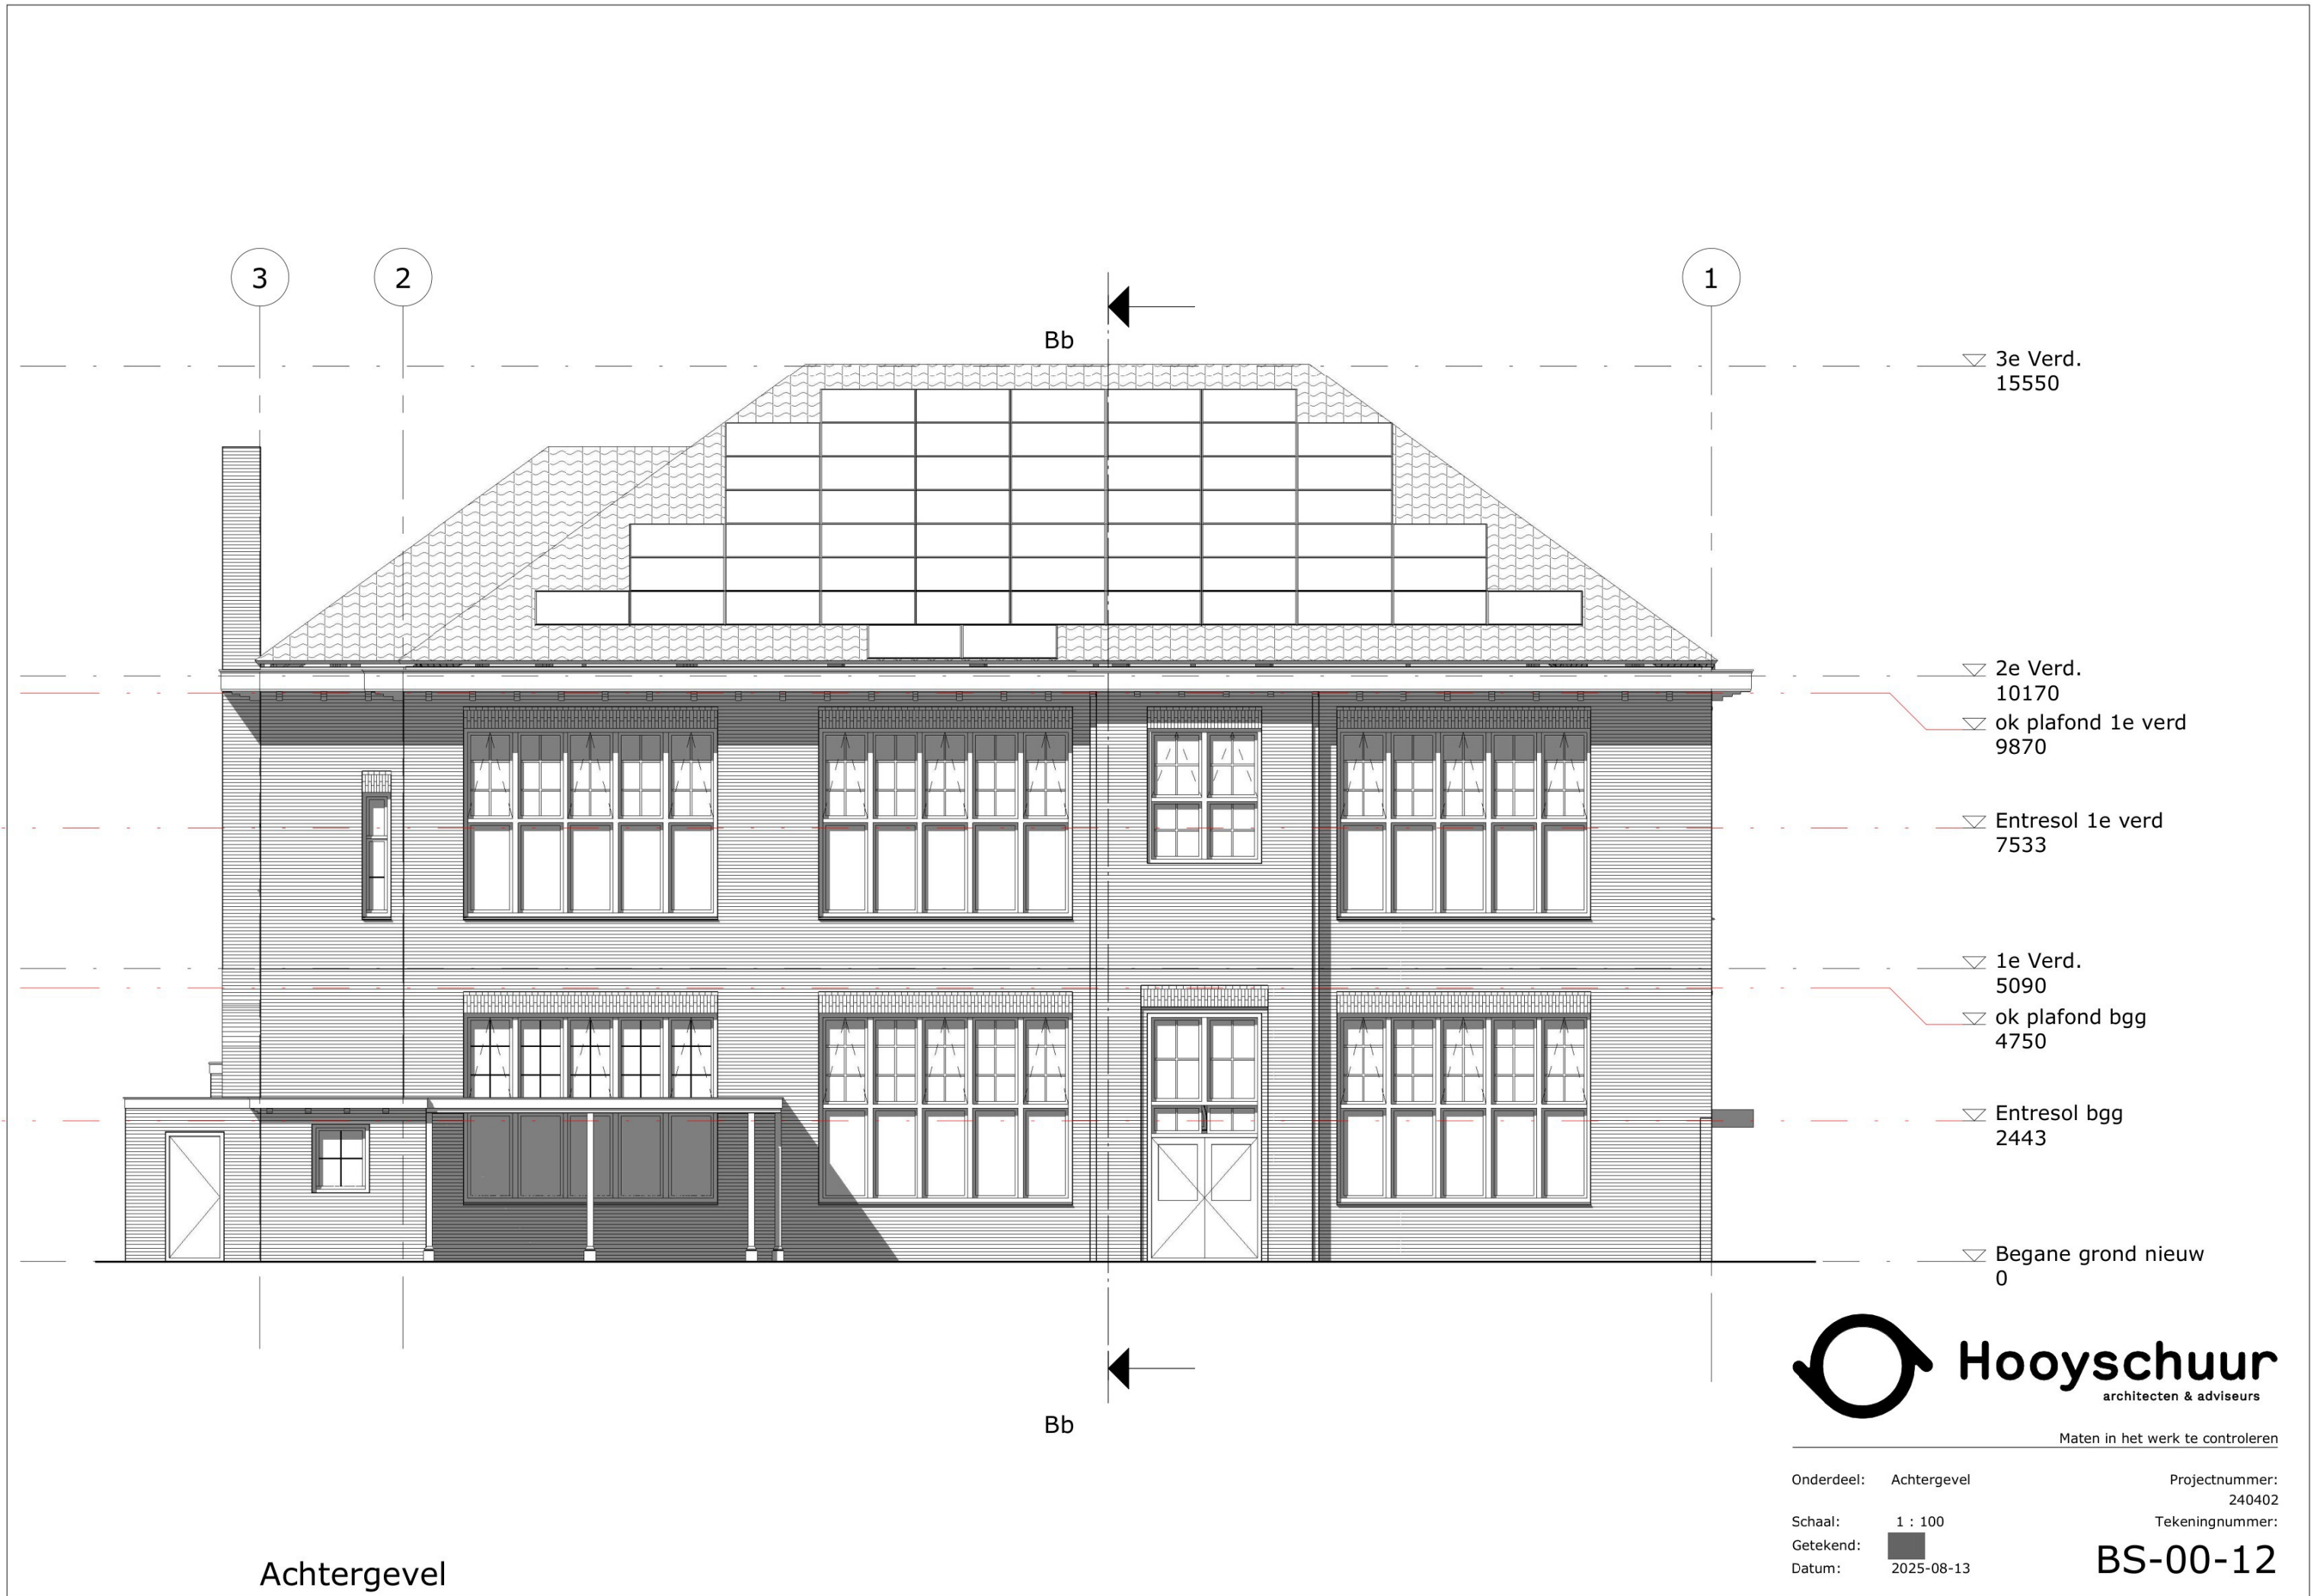 3
2
1
Bb
3e Verd.
15550
2e Verd.
10170
ok plafond 1e verd
9870
Entresol 1e verd
7533
1e Verd.
5090
ok plafond bgg
4750
Entresol bgg
2443
Begane grond nieuw
0
Bb
Hooyschuur
architecten & adviseurs
Maten in het werk te controleren
Onderdeel: Achtergevel
Projectnummer:
240402
Schaal: 1 : 100
Tekeningnummer:
Getekend:
BS-00-12
Datum: 2025-08-13
Achtergevel